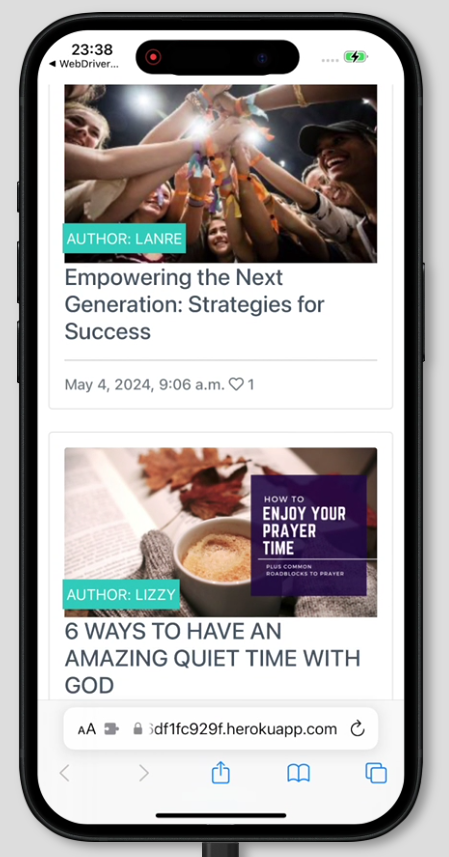 23:38
◀ WebDriver...
AUTHOR: LANRE
Empowering the Next
Generation: Strategies for
Success
May 4, 2024, 9:06 a.m. ♡ 1
HOW TO
ENJOY YOUR
PRAYER
TIME
PLUS COMMON
ROADBLOCKS TO PRAYER
AUTHOR: LIZZY
6 WAYS TO HAVE AN
AMAZING QUIET TIME WITH
GOD
AA df1fc929f.herokuapp.com